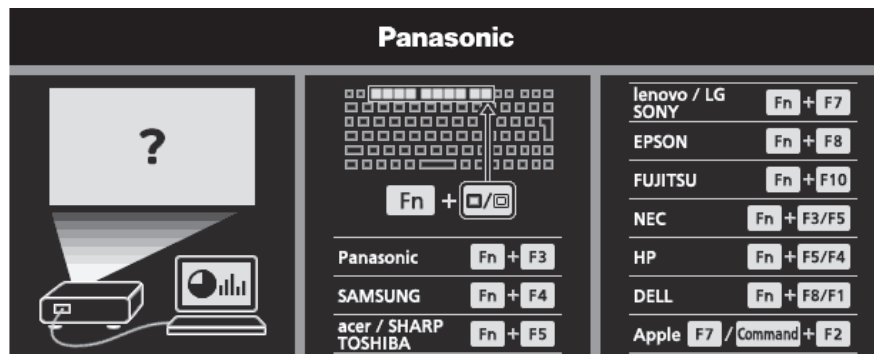 Panasonic
?
Fn +
Panasonic Fn + F3
SAMSUNG Fn + F4
acer / SHARP
TOSHIBA Fn + F5
lenovo / LG
SONY Fn + F7
EPSON Fn + F8
FUJITSU Fn + F10
NEC Fn + F3/F5
HP Fn + F5/F4
DELL Fn + F8/F1
Apple F7 / Command + F2